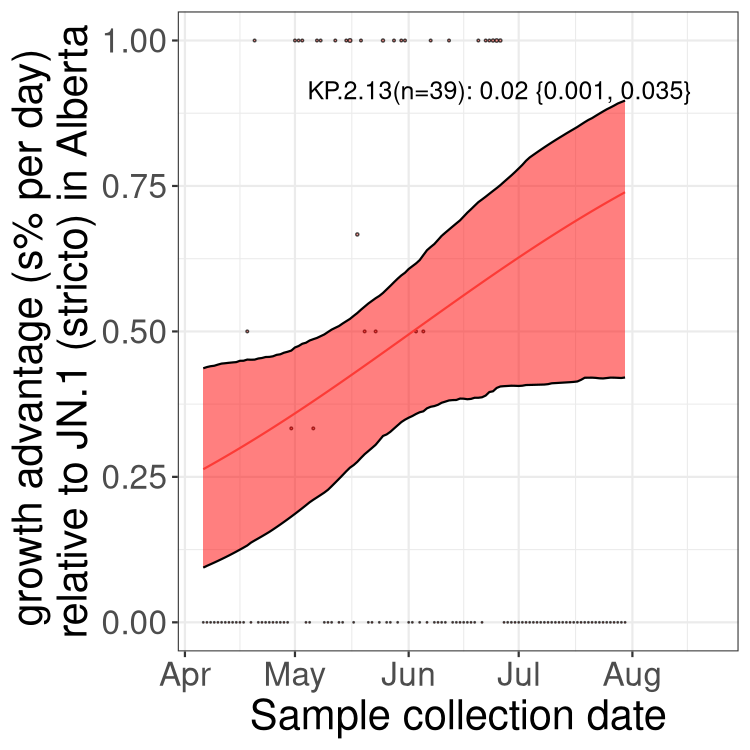 growth advantage (s% per day)
relative to JN.1 (stricto) in Alberta
1.00
0.75
0.50
0.25
0.00
KP.2.13(n=39): 0.02 {0.001, 0.035}
Apr May Jun Jul Aug
Sample collection date